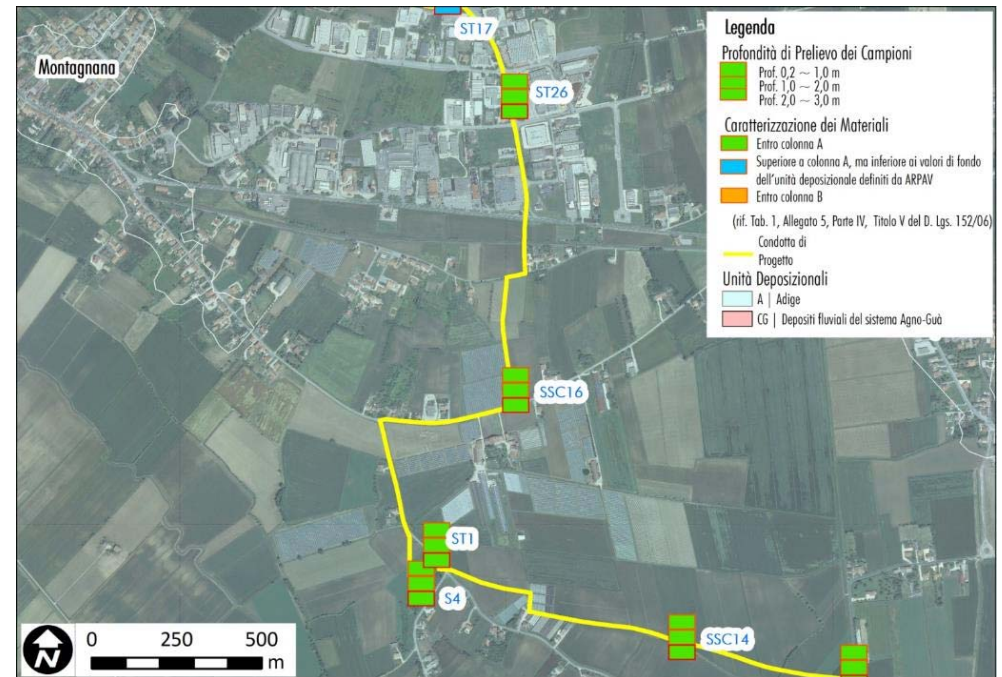 ST17
Montagnana
ST26
Legenda
Profondità di Prelievo dei Campioni
Prof. 0,2 ~ 1,0 m
Prof. 1,0 ~ 2,0 m
Prof. 2,0 ~ 3,0 m
Caratterizzazione dei Materiali
Entro colonna A
Superiore a colonna A, ma inferiore ai valori di fondo
dell'unità deposizionale definiti da ARPAV
Entro colonna B
(rif. Tab. 1, Allegato 5, Parte IV, Titolo V del D. Lgs. 152/06)
Condotta di
Progetto
Unità Deposizionali
A | Adige
CG | Depositi fluviali del sistema Agno-Guà
SSC16
ST1
S4
SSC14
N
0 250 500
m